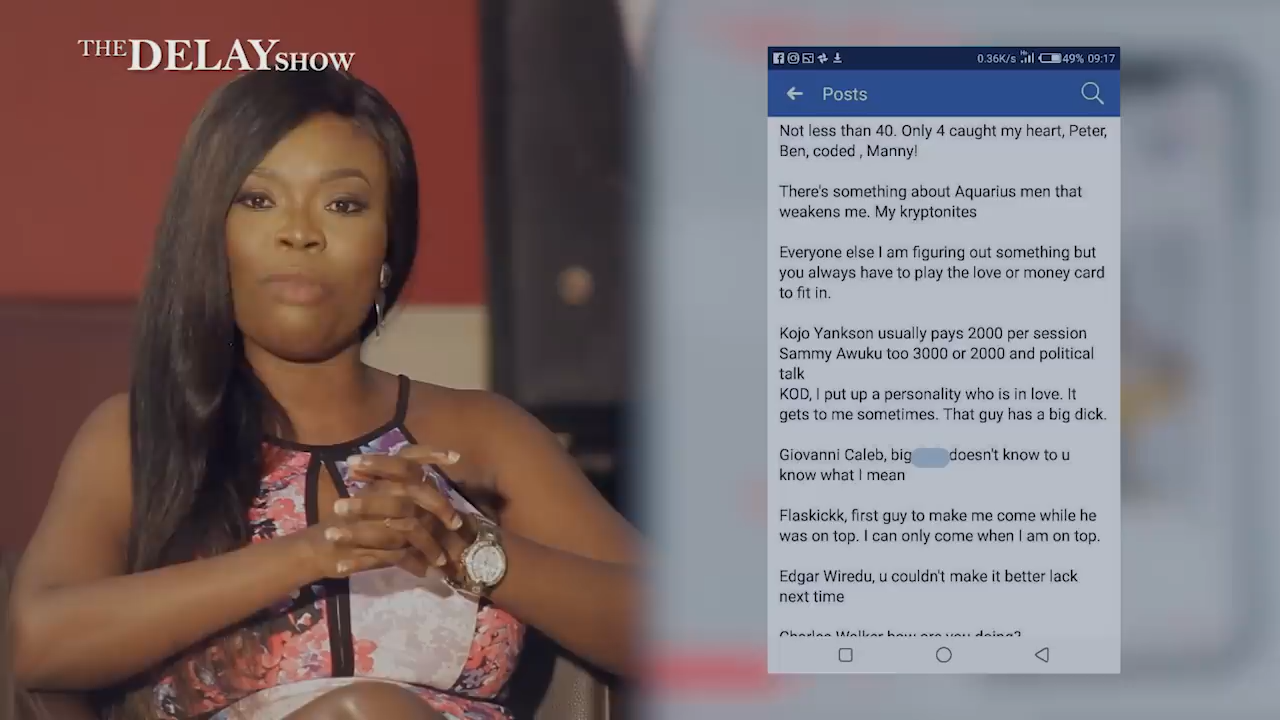 THE DELAY SHOW
0.36K/s 49% 09:17
Posts
Not less than 40. Only 4 caught my heart, Peter,
Ben, coded , Manny!
There's something about Aquarius men that
weakens me. My kryptonites
Everyone else I am figuring out something but
you always have to play the love or money card
to fit in.
Kojo Yankson usually pays 2000 per session
Sammy Awuku too 3000 or 2000 and political
talk
KOD, I put up a personality who is in love. It
gets to me sometimes. That guy has a big dick.
Giovanni Caleb, big doesn't know to u
know what I mean
Flaskickk, first guy to make me come while he
was on top. I can only come when I am on top.
Edgar Wiredu, u couldn't make it better lack
next time